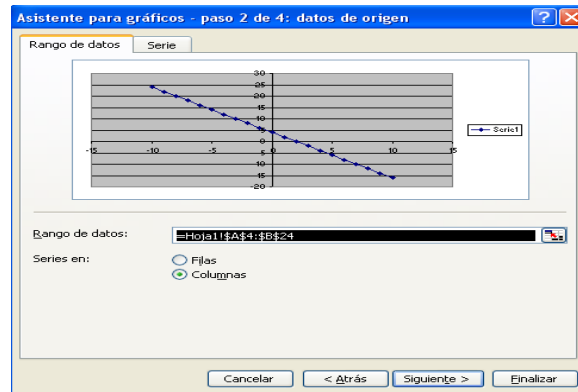 Asistente para gráficos - paso 2 de 4: datos de origen
Rango de datos Serie
30
25
20
15
10
5
0
-15 -10 -5 0 5 10 15
-5
-10
-15
-20
Serie1
Rango de datos: =Hoja1!$A$4:$B$24
Series en: Filas
Columnas
Cancelar < Atrás Siguiente > Finalizar